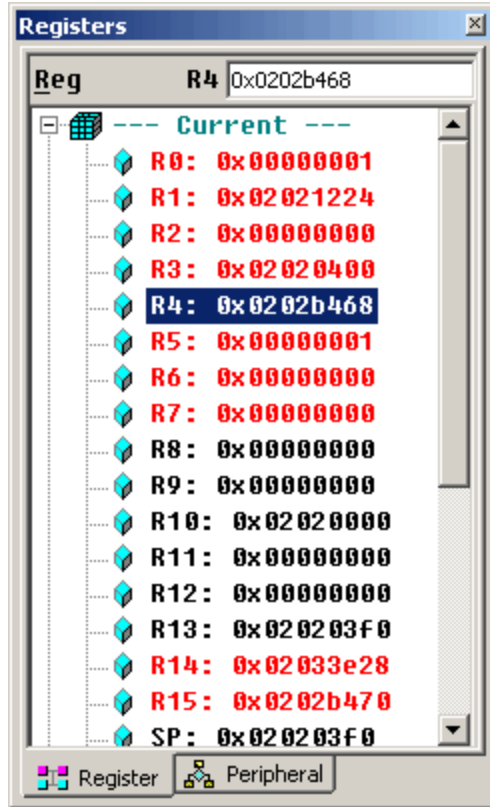 Registers
Reg R4 0x0202b468
--- Current ---
R0: 0x00000001
R1: 0x02021224
R2: 0x00000000
R3: 0x02020400
R4: 0x0202b468
R5: 0x00000001
R6: 0x00000000
R7: 0x00000000
R8: 0x00000000
R9: 0x00000000
R10: 0x02020000
R11: 0x00000000
R12: 0x00000000
R13: 0x020203f0
R14: 0x02033e28
R15: 0x0202b470
SP: 0x020203f0
Register Peripheral